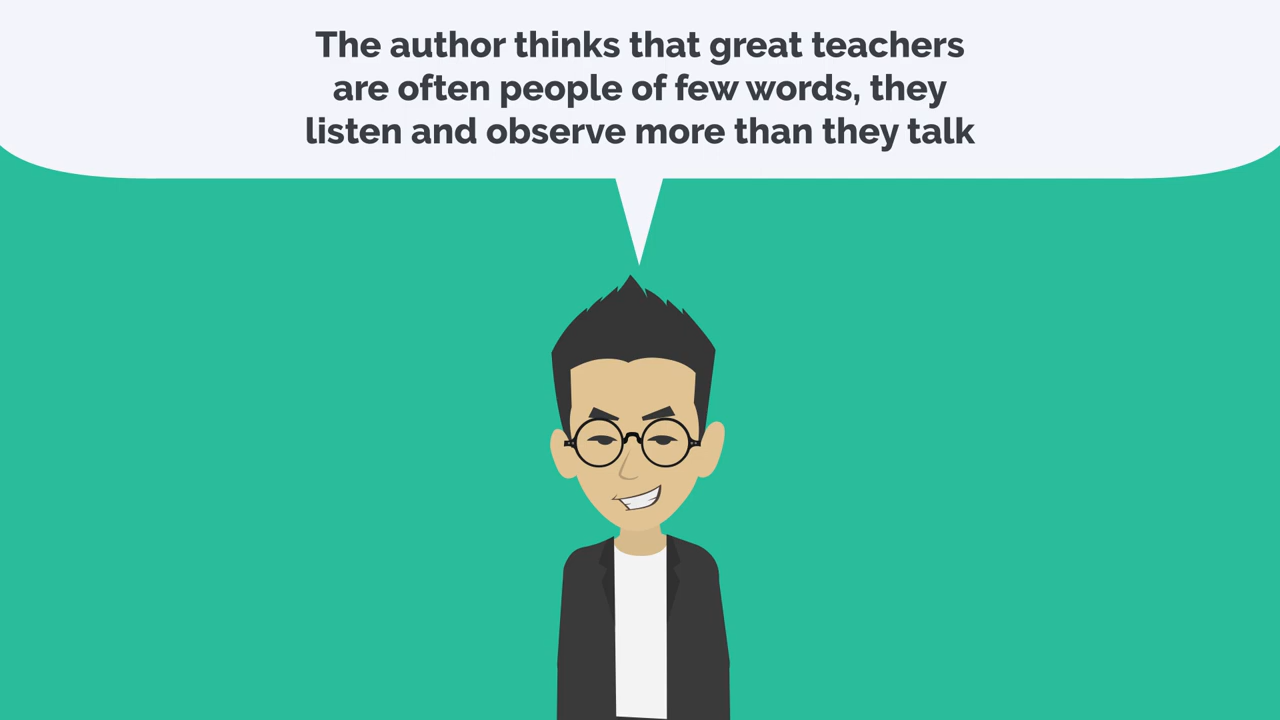 The author thinks that great teachers
are often people of few words, they
listen and observe more than they talk